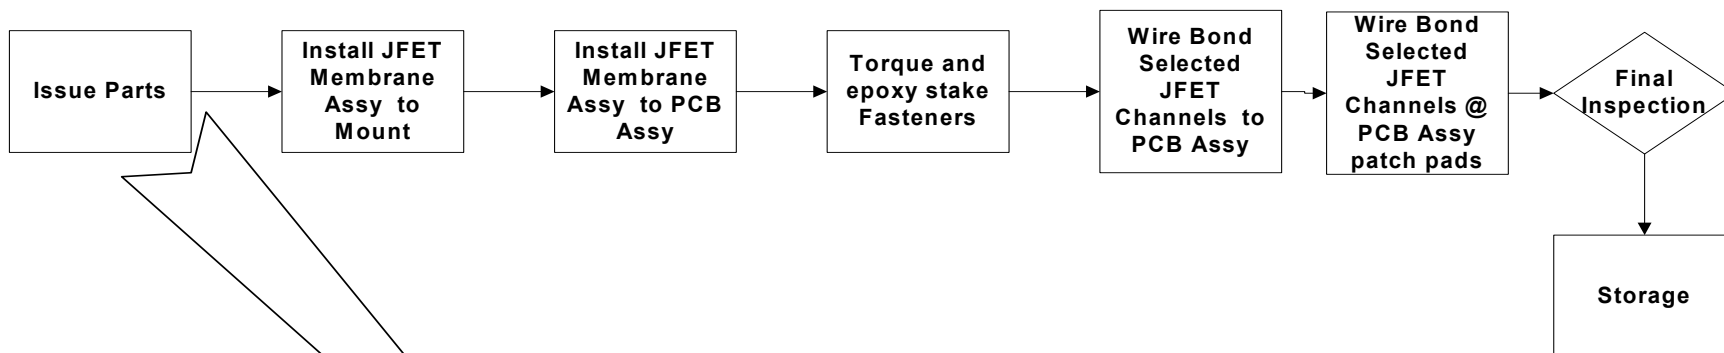 Issue Parts
Install JFET
Membrane
Assy to
Mount
Install JFET
Membrane
Assy to PCB
Assy
Torque and
epoxy stake
Fasteners
Wire Bond
Selected
JFET
Channels to
PCB Assy
Wire Bond
Selected
JFET
Channels @
PCB Assy
patch pads
Final
Inspection
Storage